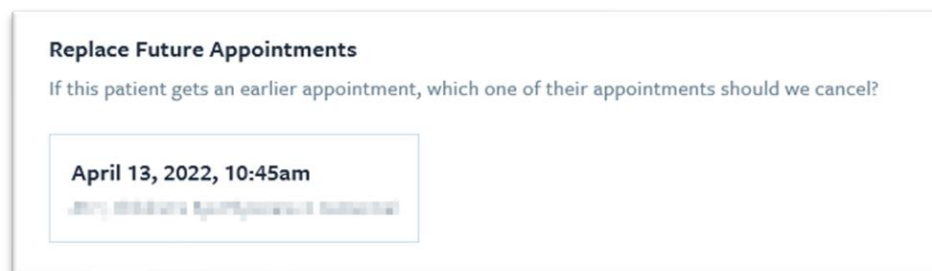 Replace Future Appointments
If this patient gets an earlier appointment, which one of their appointments should we cancel?
April 13, 2022, 10:45am